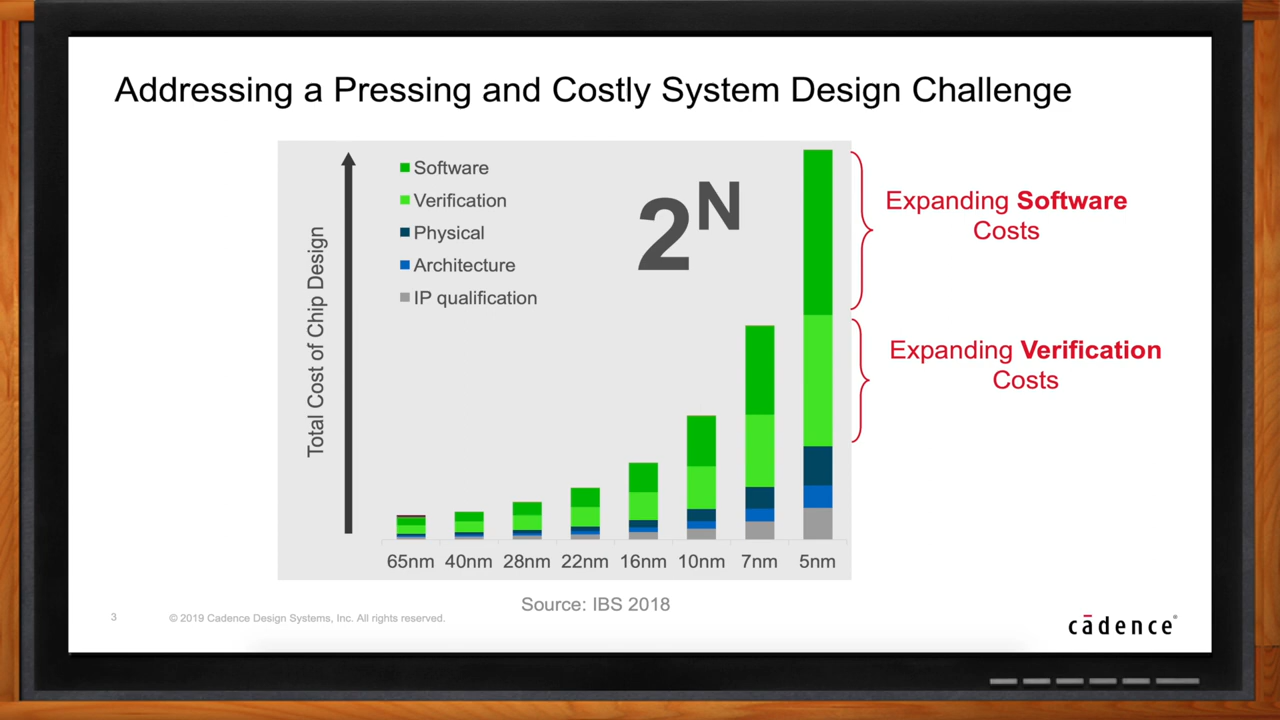 Addressing a Pressing and Costly System Design Challenge
Total Cost of Chip Design
Software
Verification
Physical
Architecture
IP qualification
2^N
Expanding Software
Costs
Expanding Verification
Costs
65nm 40nm 28nm 22nm 16nm 10nm 7nm 5nm
Source: IBS 2018
3 © 2019 Cadence Design Systems, Inc. All rights reserved.
cādence®